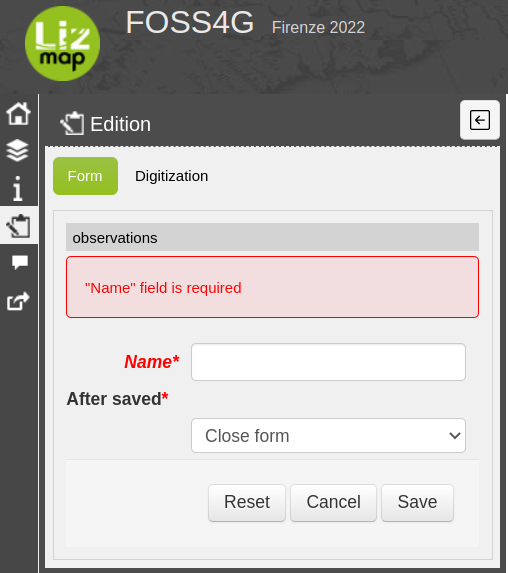 Liz
map
FOSS4G Firenze 2022
Edition
Form Digitization
observations
"Name" field is required
Name*
After saved*
Close form
Reset Cancel Save